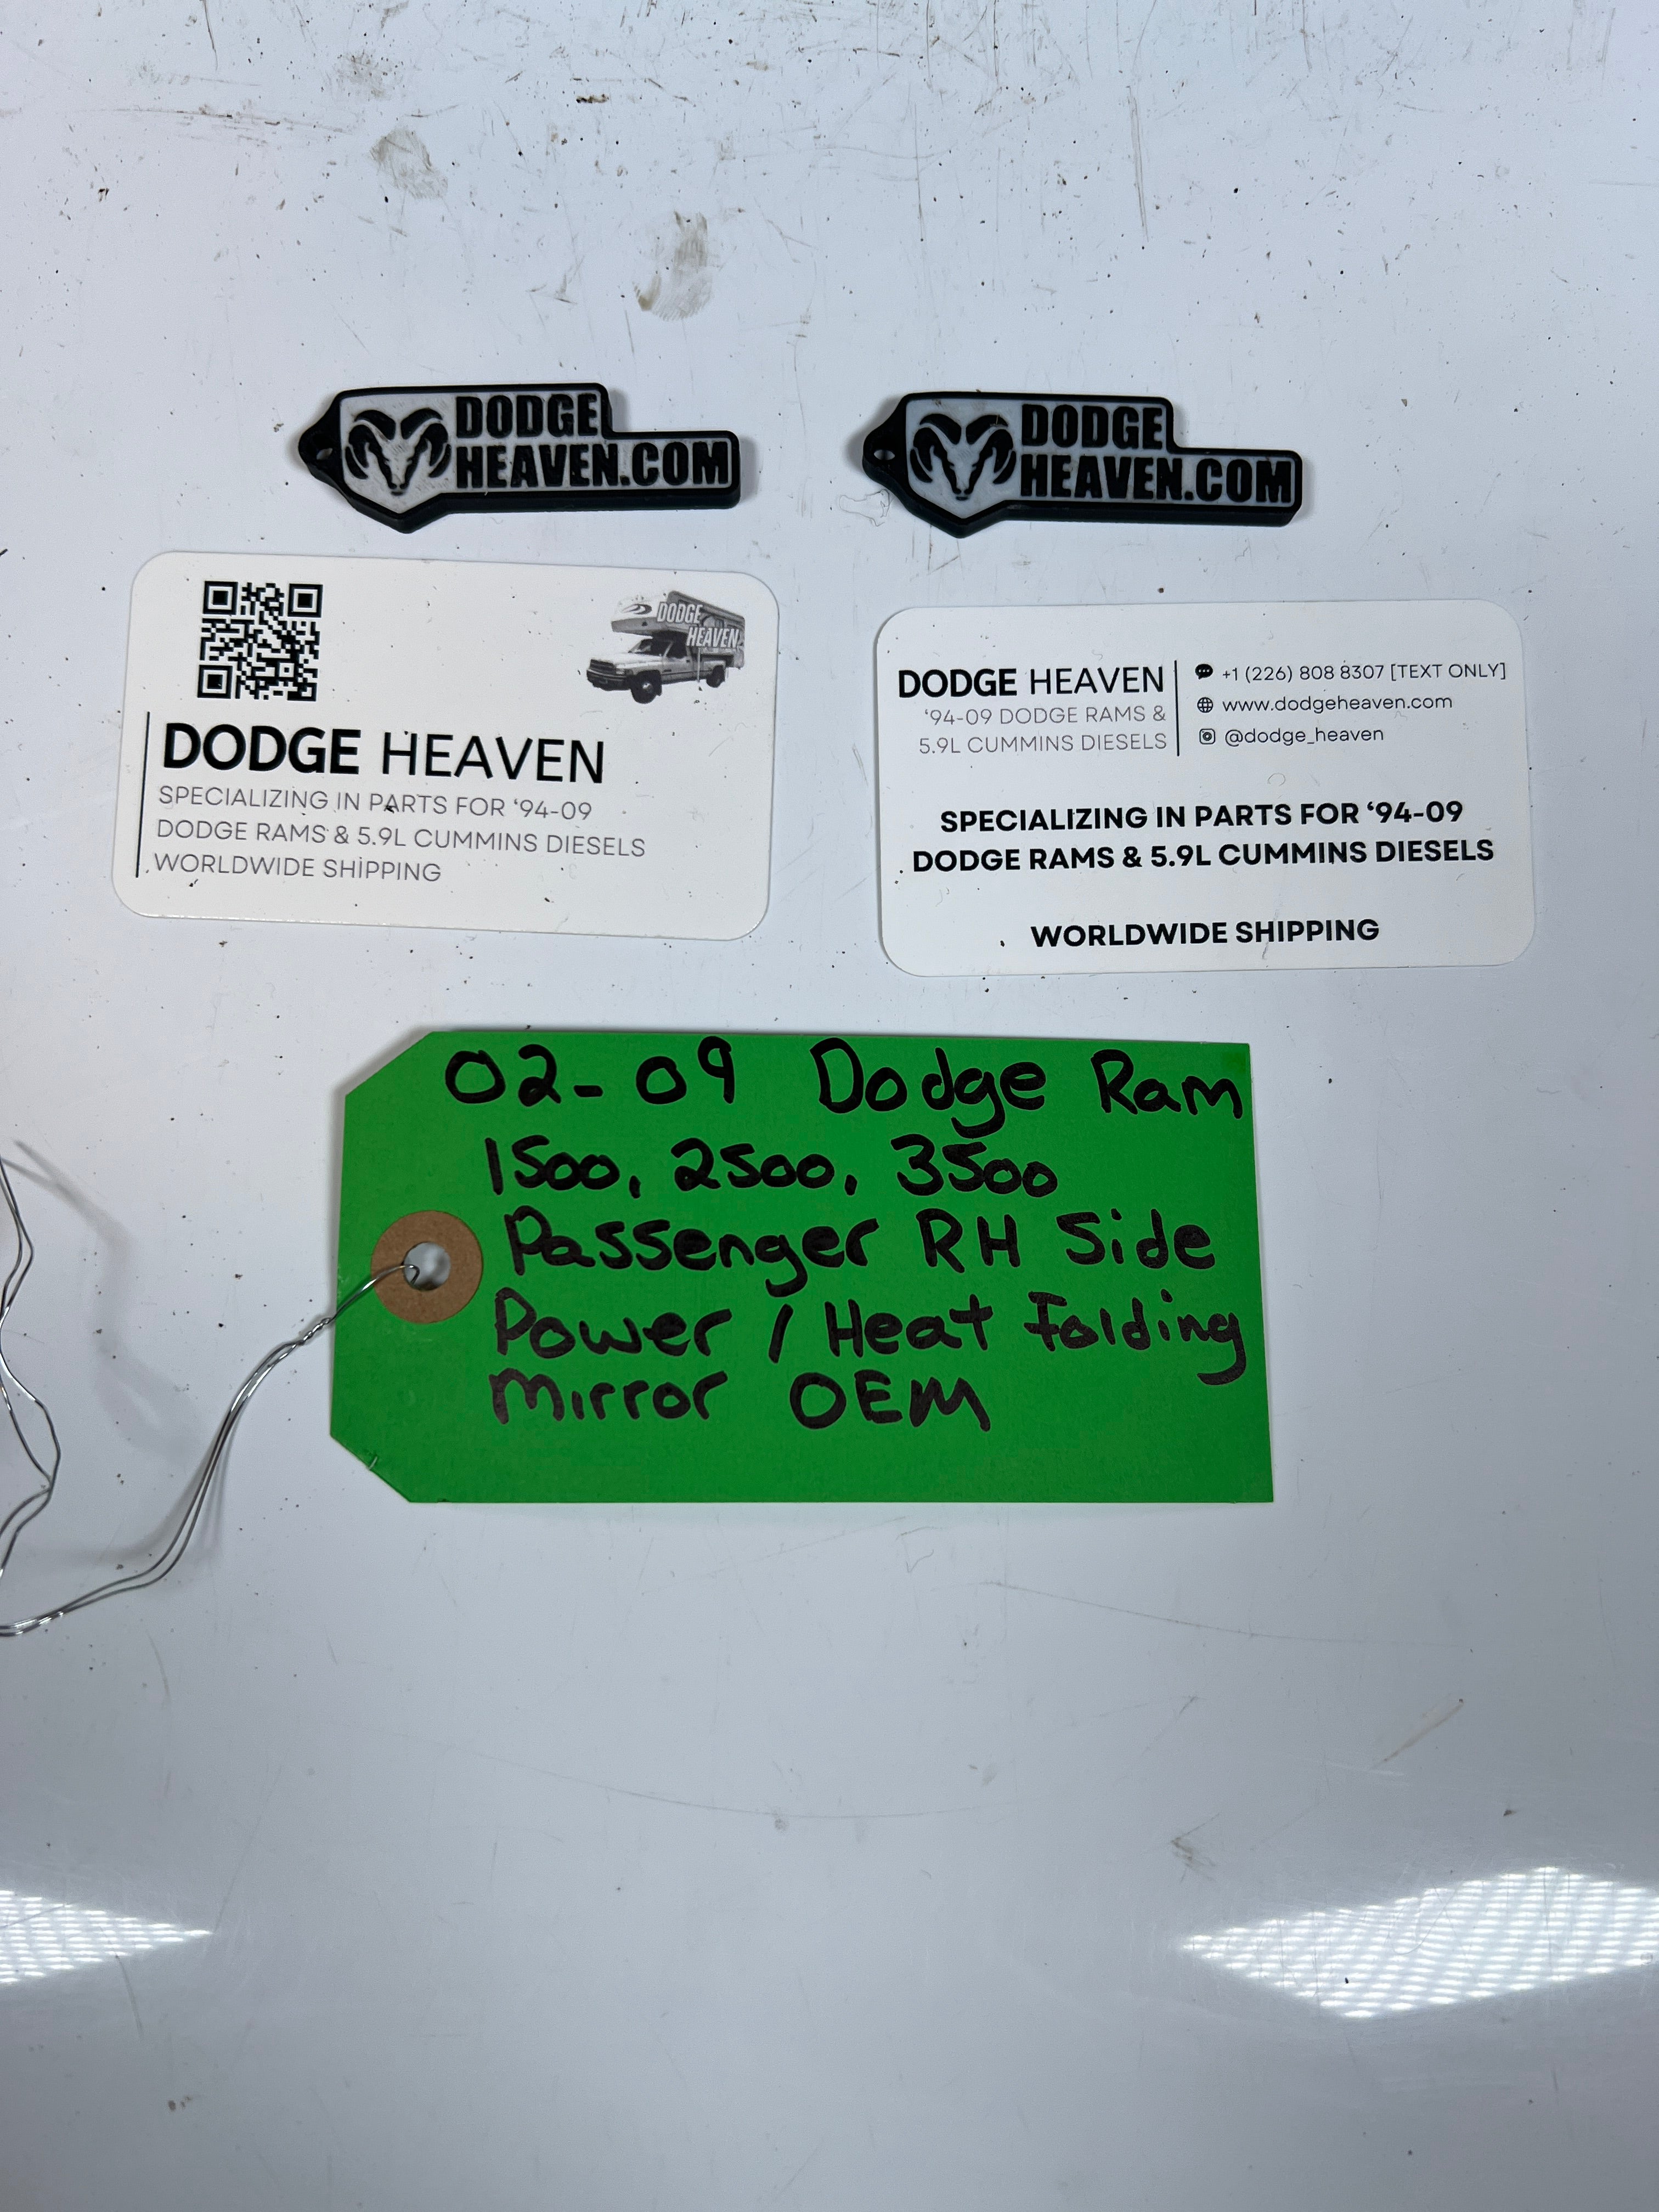 DODGE
HEAVEN.COM
DODGE
HEAVEN.COM
DODGE
HEAVEN
DODGE HEAVEN
SPECIALIZING IN PARTS FOR ‘94-09
DODGE RAMS & 5.9L CUMMINS DIESELS
WORLDWIDE SHIPPING
DODGE HEAVEN
‘94-09 DODGE RAMS &
5.9L CUMMINS DIESELS
+1 (226) 808 8307 [TEXT ONLY]
www.dodgeheaven.com
@dodge_heaven
SPECIALIZING IN PARTS FOR ‘94-09
DODGE RAMS & 5.9L CUMMINS DIESELS
WORLDWIDE SHIPPING
02-09 Dodge Ram
1500, 2500, 3500
Passenger RH Side
Power / Heat Folding
Mirror OEM